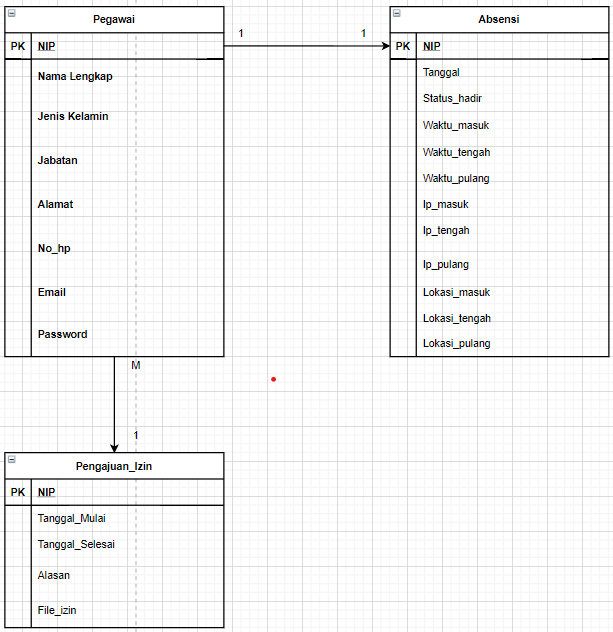 Pegawai
PK NIP
Nama Lengkap
Jenis Kelamin
Jabatan
Alamat
No_hp
Email
Password
1 1
Absensi
PK NIP
Tanggal
Status_hadir
Waktu_masuk
Waktu_tengah
Waktu_pulang
Ip_masuk
Ip_tengah
Ip_pulang
Lokasi_masuk
Lokasi_tengah
Lokasi_pulang
M
1
Pengajuan_Izin
PK NIP
Tanggal_Mulai
Tanggal_Selesai
Alasan
File_izin